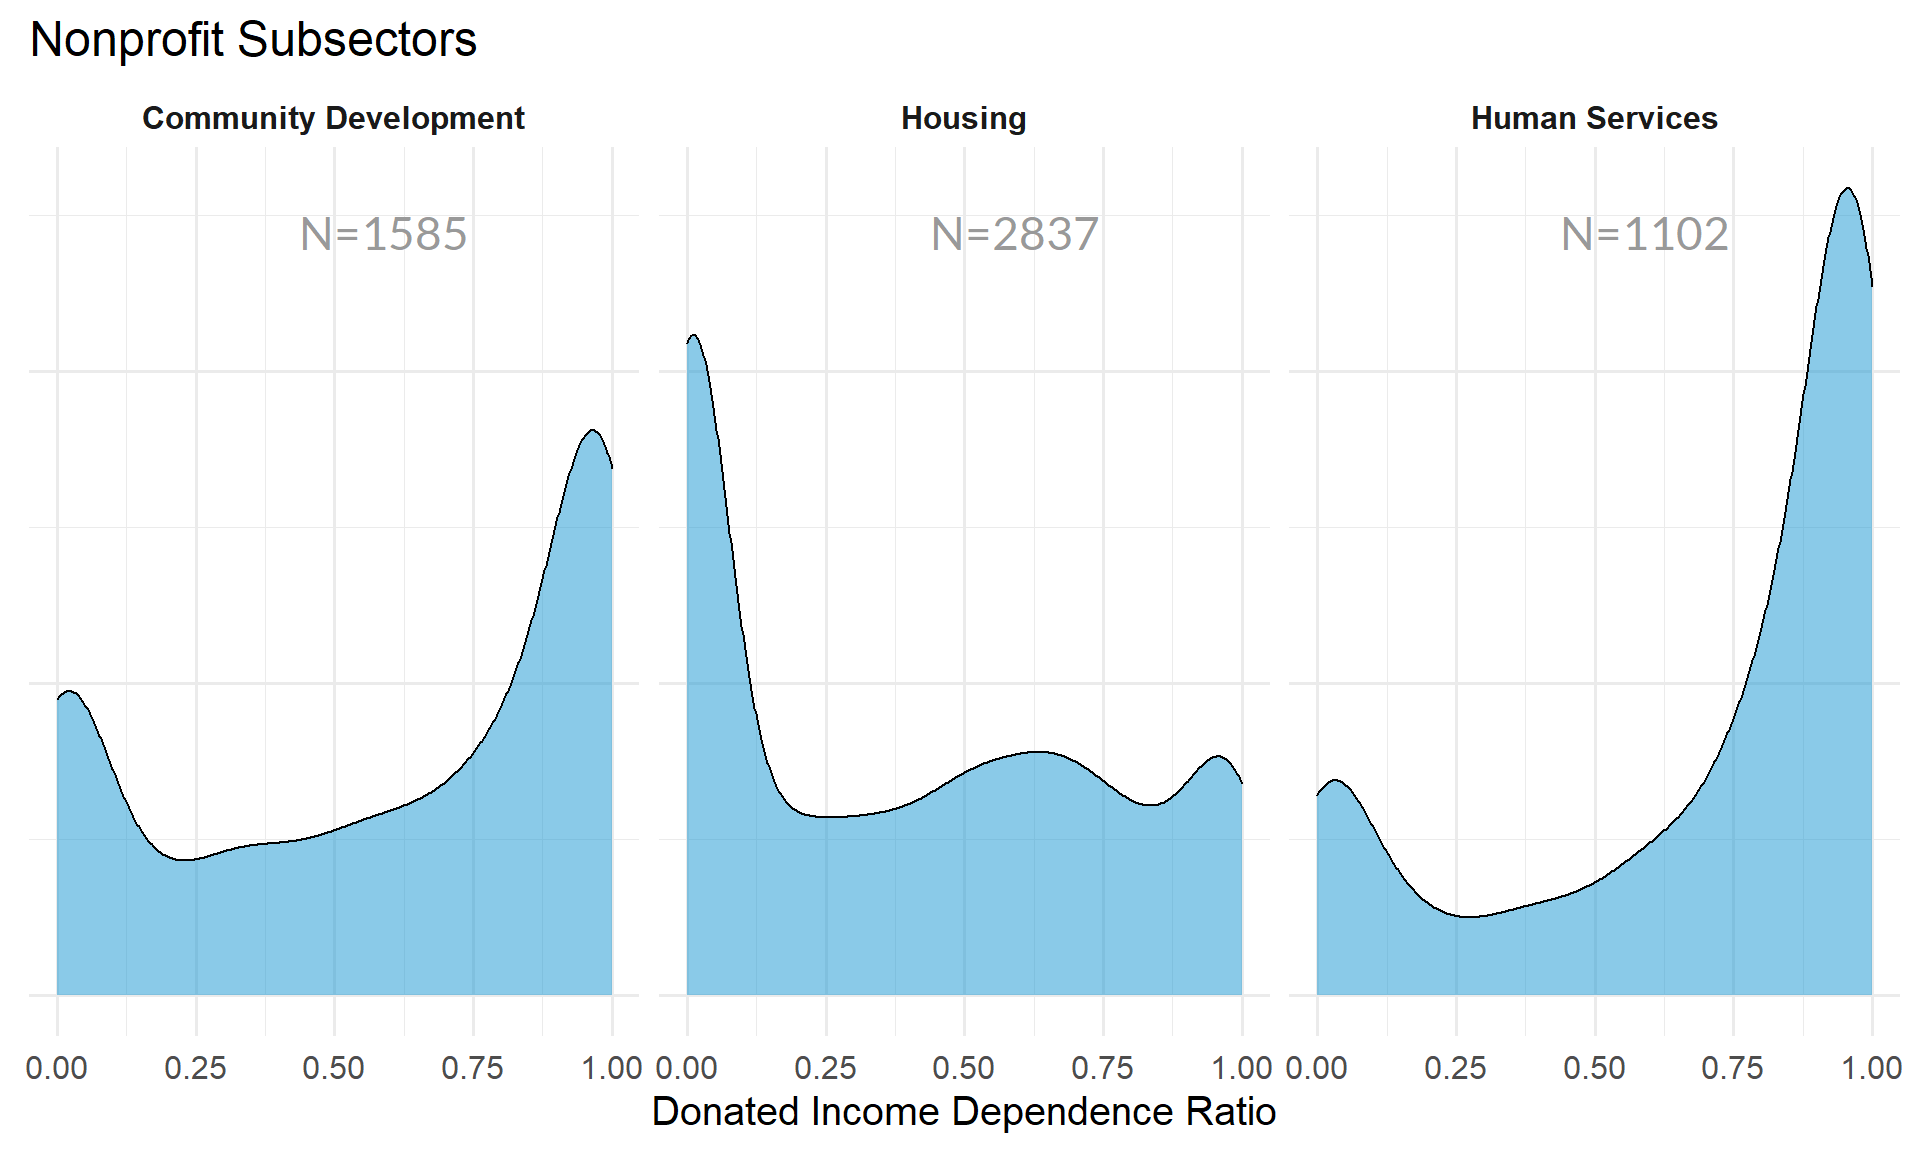 Nonprofit Subsectors
Community Development Housing Human Services
N=1585 N=2837 N=1102
0.00 0.25 0.50 0.75 1.00 0.00 0.25 0.50 0.75 1.00 0.00 0.25 0.50 0.75 1.00
Donated Income Dependence Ratio